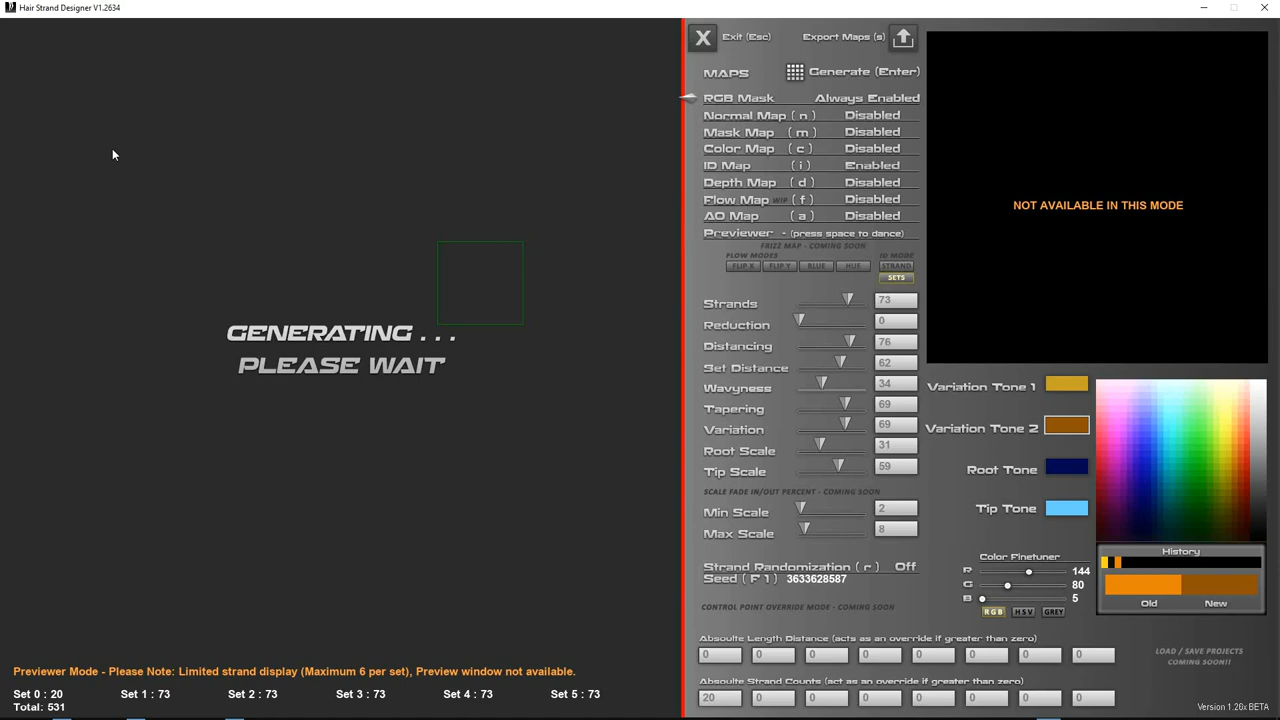 Hair Strand Designer V1.2634
Exit (Esc)
Export Maps (s)
MAPS
Generate (Enter)
RGB Mask Always Enabled
Normal Map ( n ) Disabled
Mask Map ( m ) Disabled
Color Map ( c ) Disabled
ID Map ( i ) Enabled
Depth Map ( d ) Disabled
Flow Map WIP ( f ) Disabled
AO Map ( a ) Disabled
Previewer - (press space to dance)
FRIZZ MAP - COMING SOON
FLOW MODES ID MODE
FLIP X FLIP Y BLUE HUE STRAND
SETS
NOT AVAILABLE IN THIS MODE
GENERATING . . .
PLEASE WAIT
Strands 73
Reduction 0
Distancing 76
Set Distance 62
Wavyness 34
Tapering 69
Variation 69
Root Scale 31
Tip Scale 59
SCALE FADE IN/OUT PERCENT - COMING SOON
Min Scale 2
Max Scale 8
Strand Randomization ( r ) Off
Seed ( F1 ) 3633628587
CONTROL POINT OVERRIDE MODE - COMING SOON
Variation Tone 1
Variation Tone 2
Root Tone
Tip Tone
Color Finetuner
R 144
G 80
B 5
RGB HSV GREY
History
Old New
Absoulte Length Distance (acts as an override if greater than zero)
0 0 0 0 0 0 0 0
Absoulte Strand Counts (act as an override if greater than zero)
20 0 0 0 0 0 0 0
LOAD / SAVE PROJECTS
COMING SOON!!
Previewer Mode - Please Note: Limited strand display (Maximum 6 per set), Preview window not available.
Set 0 : 20 Set 1 : 73 Set 2 : 73 Set 3 : 73 Set 4 : 73 Set 5 : 73
Total: 531
Version 1.26x BETA